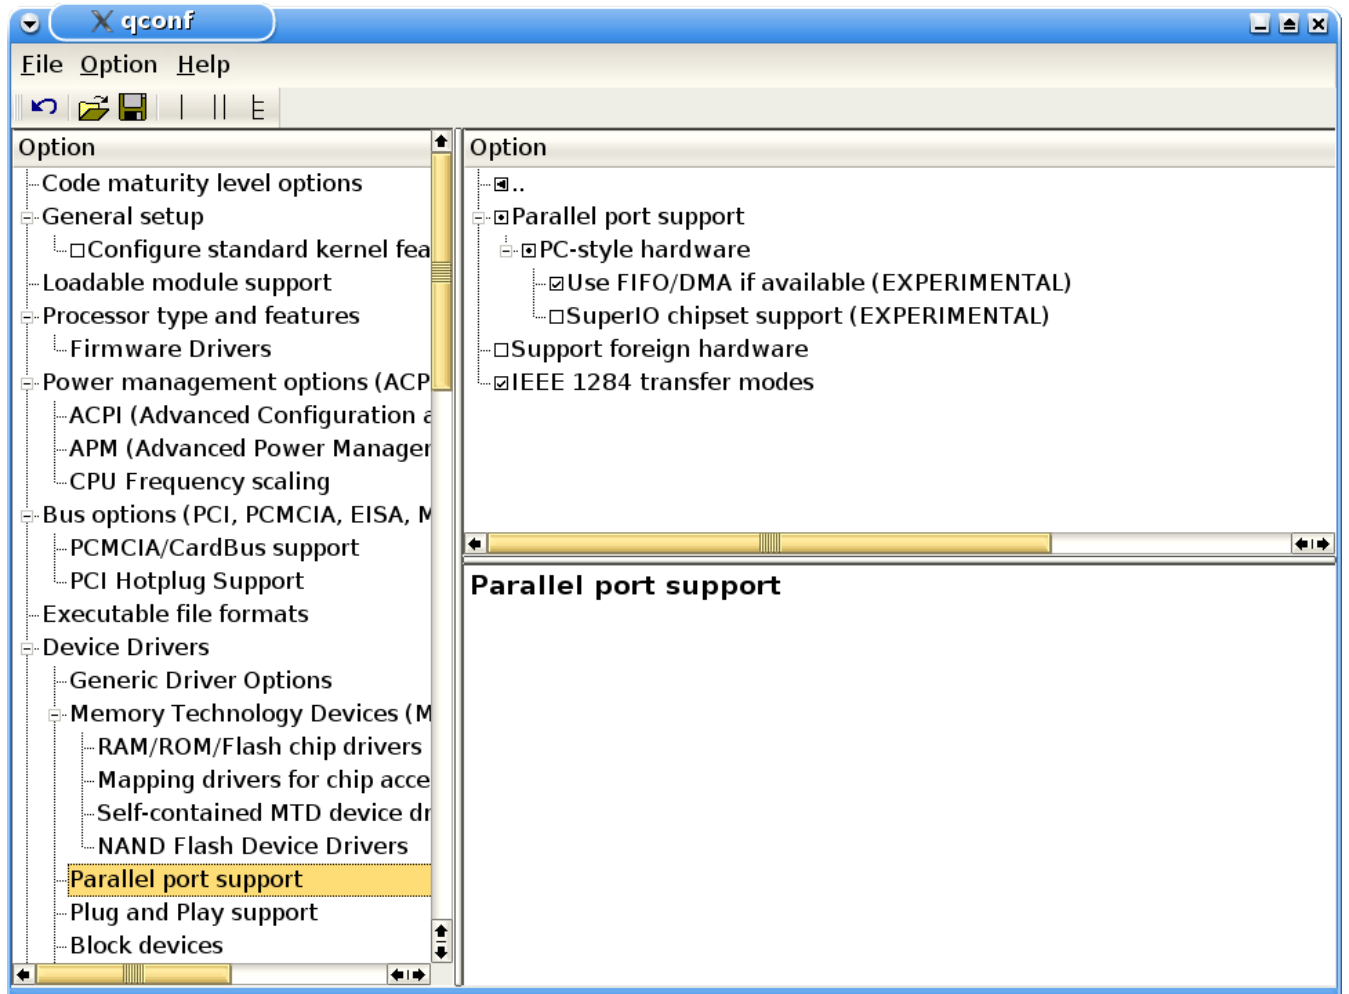 qconf
File Option Help
Option
Code maturity level options
General setup
Configure standard kernel fea
Loadable module support
Processor type and features
Firmware Drivers
Power management options (ACP
ACPI (Advanced Configuration a
APM (Advanced Power Manager
CPU Frequency scaling
Bus options (PCI, PCMCIA, EISA, M
PCMCIA/CardBus support
PCI Hotplug Support
Executable file formats
Device Drivers
Generic Driver Options
Memory Technology Devices (M
RAM/ROM/Flash chip drivers
Mapping drivers for chip acce
Self-contained MTD device dr
NAND Flash Device Drivers
Parallel port support
Plug and Play support
Block devices
Option
..
Parallel port support
PC-style hardware
Use FIFO/DMA if available (EXPERIMENTAL)
SuperIO chipset support (EXPERIMENTAL)
Support foreign hardware
IEEE 1284 transfer modes
Parallel port support